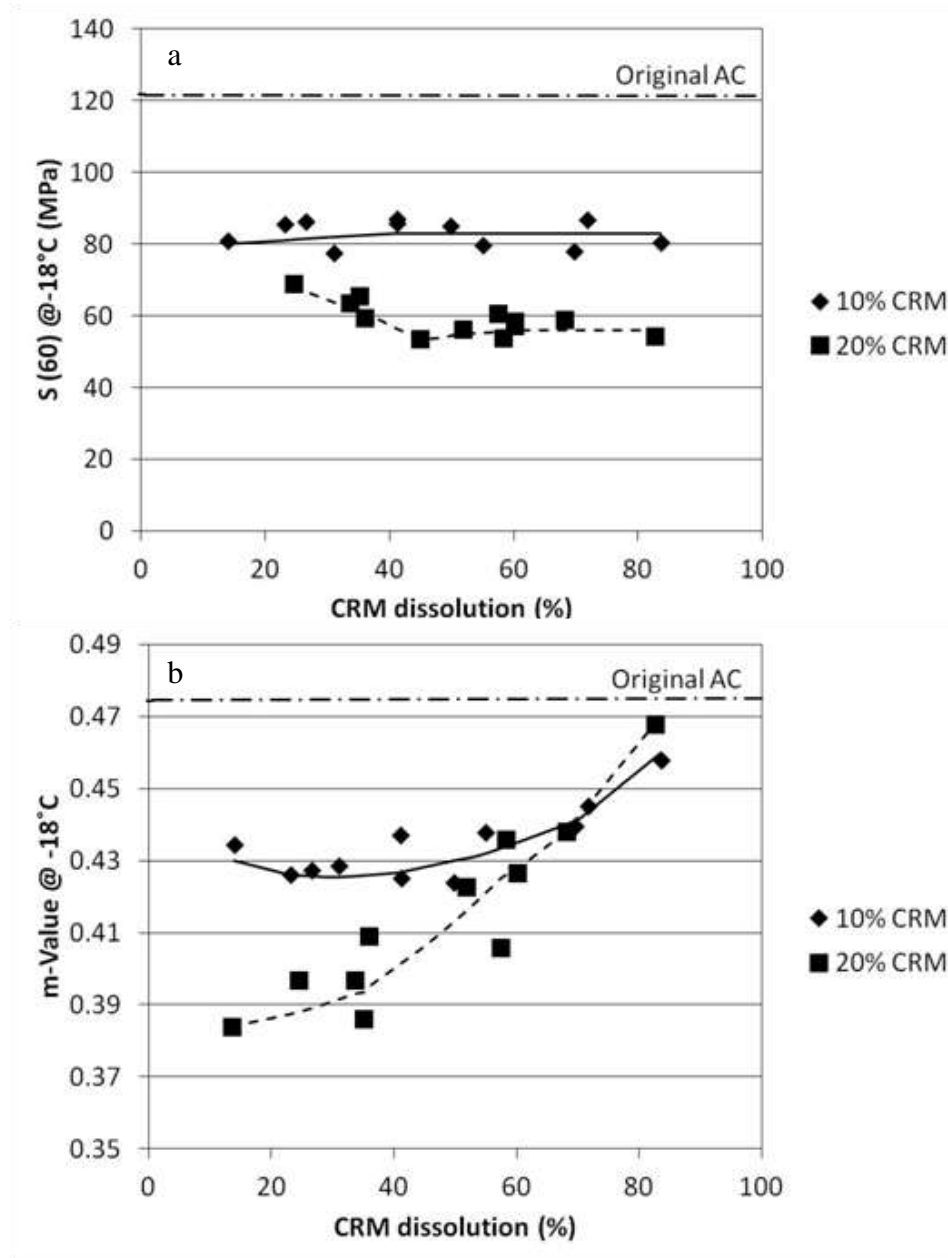 140
120
100
80
60
40
20
0
a
Original AC
S (60) @-18°C (MPa)
0 20 40 60 80 100
CRM dissolution (%)
10% CRM
20% CRM
0.49
0.47
0.45
0.43
0.41
0.39
0.37
0.35
b
Original AC
m-Value @ -18˚C
0 20 40 60 80 100
CRM dissolution (%)
10% CRM
20% CRM